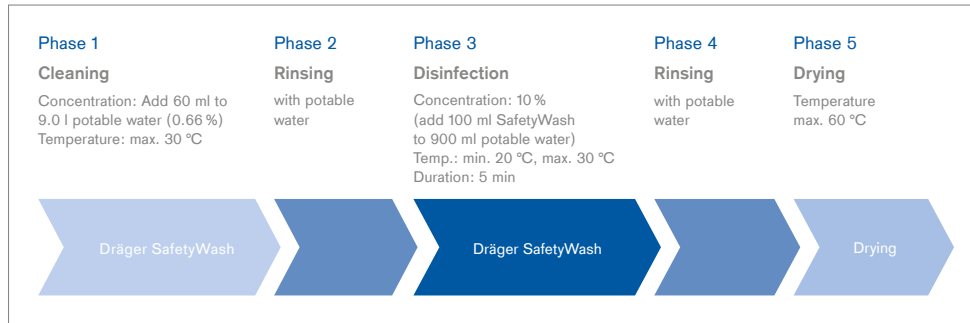 Phase 1
Cleaning
Concentration: Add 60 ml to
9.0 l potable water (0.66 %)
Temperature: max. 30 °C
Phase 2
Rinsing
with potable
water
Phase 3
Disinfection
Concentration: 10 %
(add 100 ml SafetyWash
to 900 ml potable water)
Temp.: min. 20 °C, max. 30 °C
Duration: 5 min
Phase 4
Rinsing
with potable
water
Phase 5
Drying
Temperature
max. 60 °C
Dräger SafetyWash
Dräger SafetyWash
Drying